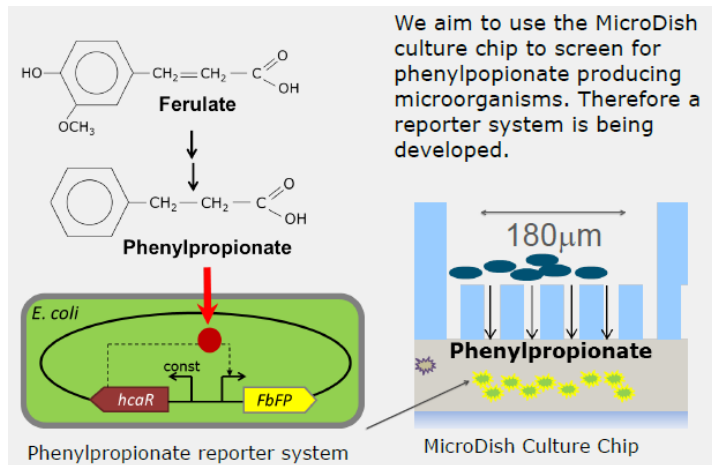 We aim to use the MicroDish
culture chip to screen for
phenylpopionate producing
microorganisms. Therefore a
reporter system is being
developed.
HO
CH₂=CH₂
C
O
OH
OCH₃
Ferulate
CH₂
CH₂
C
O
OH
Phenylpropionate
E. coli
const
hcaR
FbFP
Phenylpropionate reporter system
180μm
Phenylpropionate
MicroDish Culture Chip